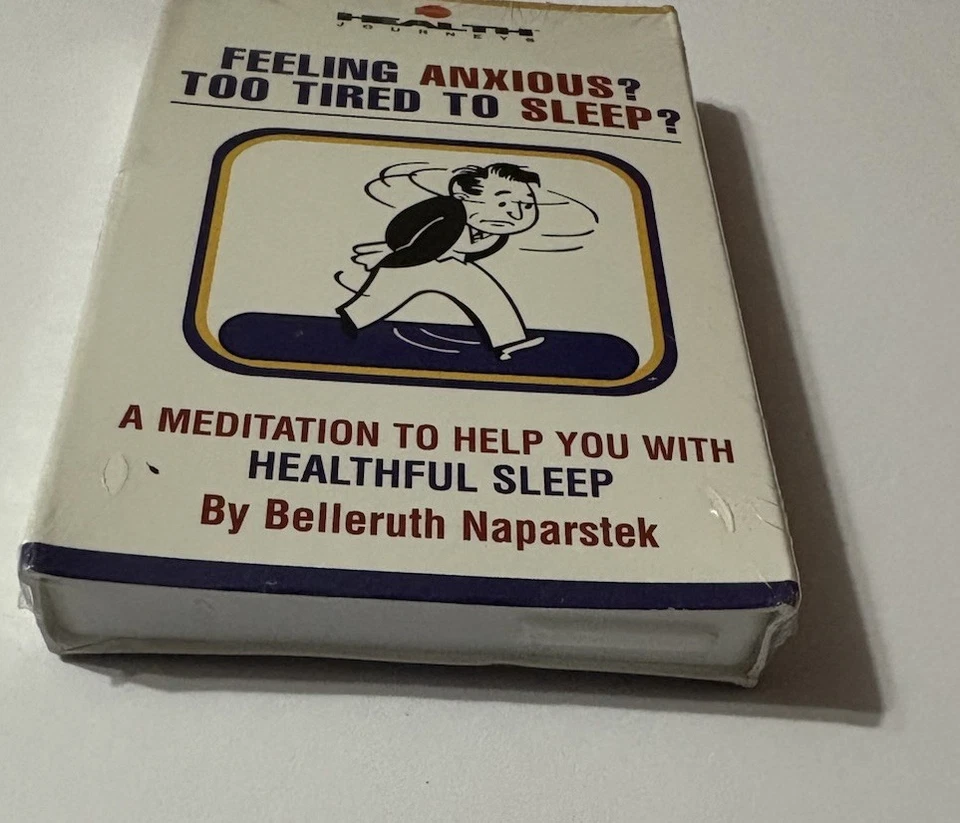 HEALTH
JOURNEYS
FEELING ANXIOUS?
TOO TIRED TO SLEEP?
A MEDITATION TO HELP YOU WITH
HEALTHFUL SLEEP
By Belleruth Naparstek